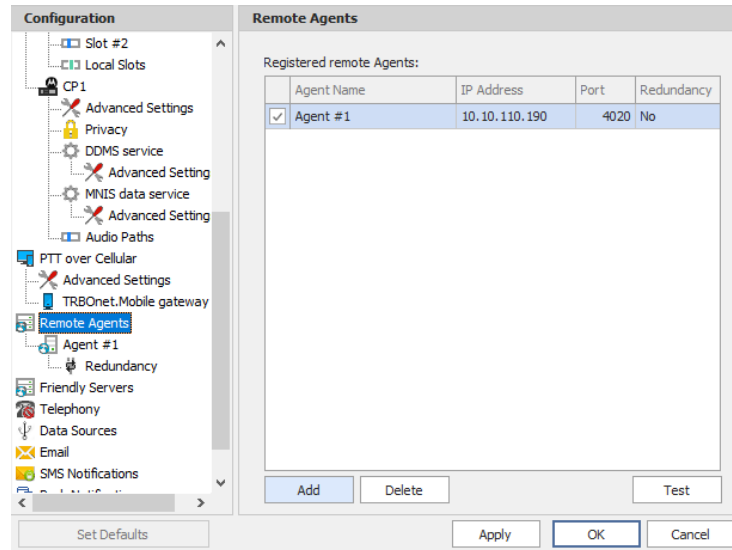 Configuration
Slot #2
Local Slots
CP1
Advanced Settings
Privacy
DDMS service
Advanced Setting
MNIS data service
Advanced Setting
Audio Paths
PTT over Cellular
Advanced Settings
TRBOnet.Mobile gateway
Remote Agents
Agent #1
Redundancy
Friendly Servers
Telephony
Data Sources
Email
SMS Notifications
Set Defaults
Remote Agents
Registered remote Agents:
Agent Name IP Address Port Redundancy
Agent #1 10.10.110.190 4020 No
Add Delete Test
Apply OK Cancel